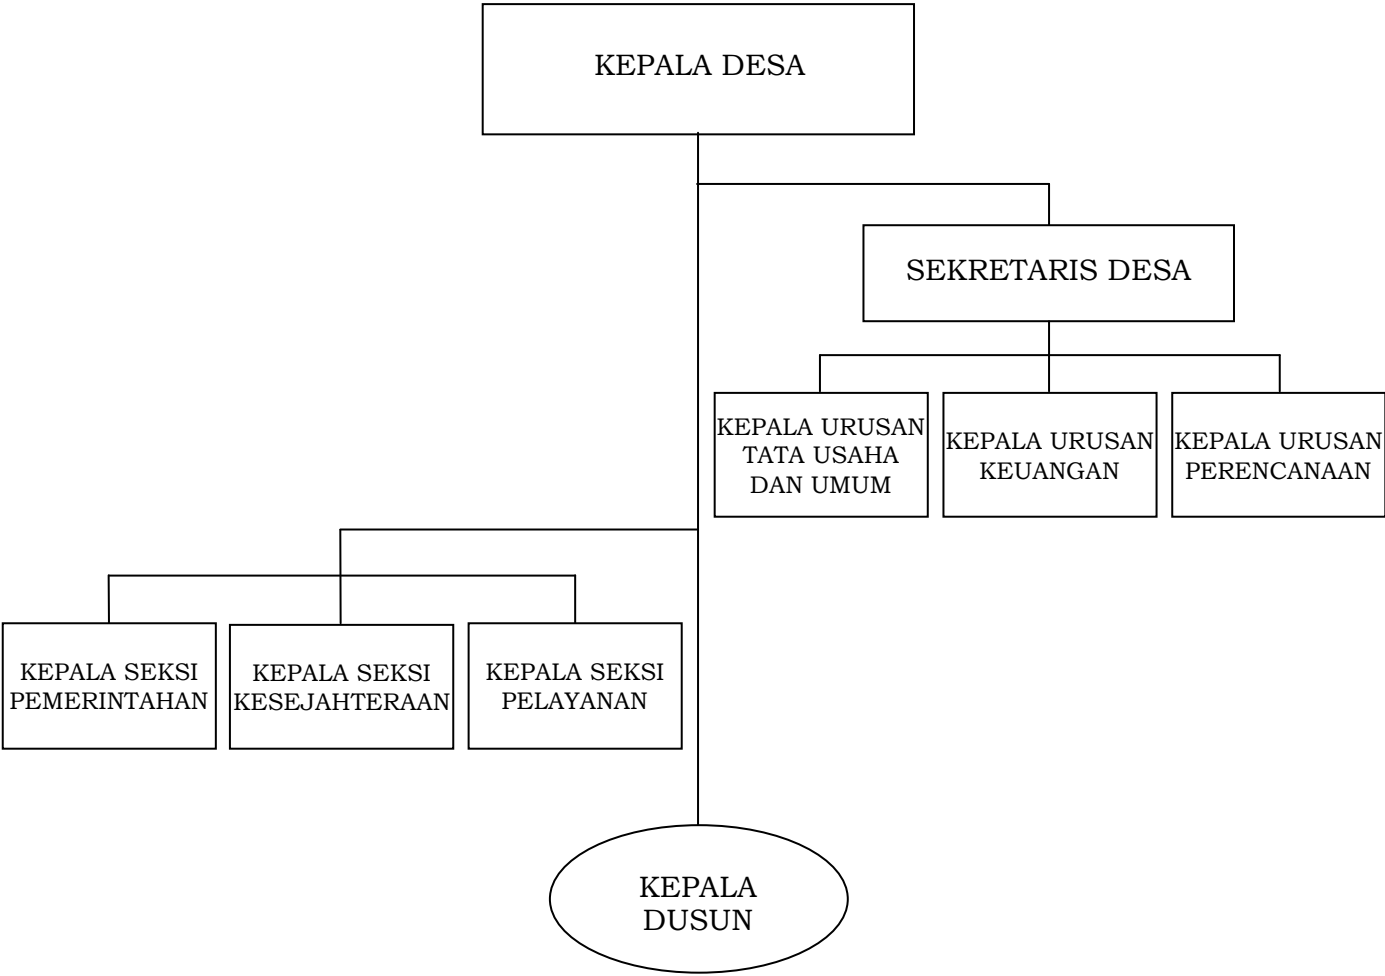 KEPALA DESA
SEKRETARIS DESA
KEPALA URUSAN
TATA USAHA
DAN UMUM
KEPALA URUSAN
KEUANGAN
KEPALA URUSAN
PERENCANAAN
KEPALA SEKSI
PEMERINTAHAN
KEPALA SEKSI
KESEJAHTERAAN
KEPALA SEKSI
PELAYANAN
KEPALA
DUSUN